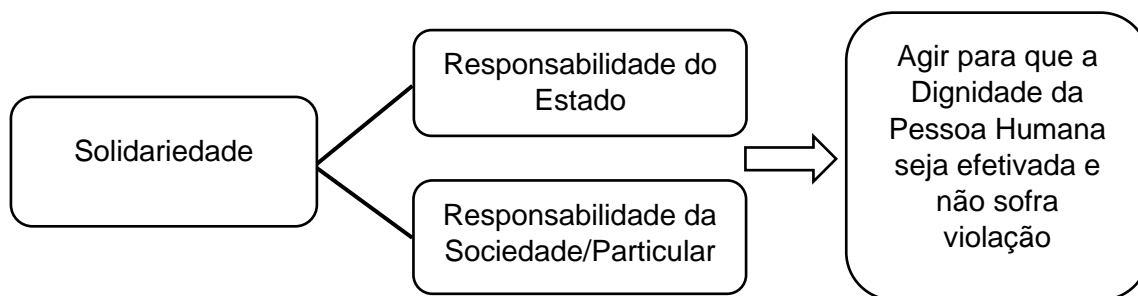 Solidariedade
Responsabilidade do
Estado
Responsabilidade da
Sociedade/Particular
Agir para que a
Dignidade da
Pessoa Humana
seja efetivada e
não sofra
violação